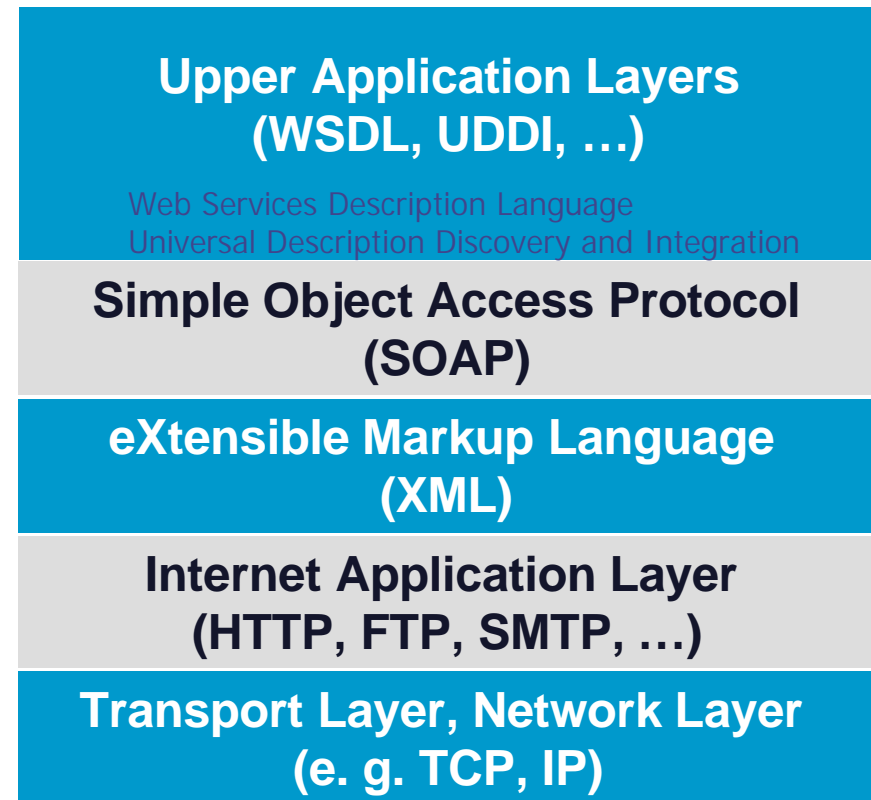 Upper Application Layers
(WSDL, UDDI, …)
Web Services Description Language
Universal Description Discovery and Integration
Simple Object Access Protocol
(SOAP)
eXtensible Markup Language
(XML)
Internet Application Layer
(HTTP, FTP, SMTP, …)
Transport Layer, Network Layer
(e. g. TCP, IP)